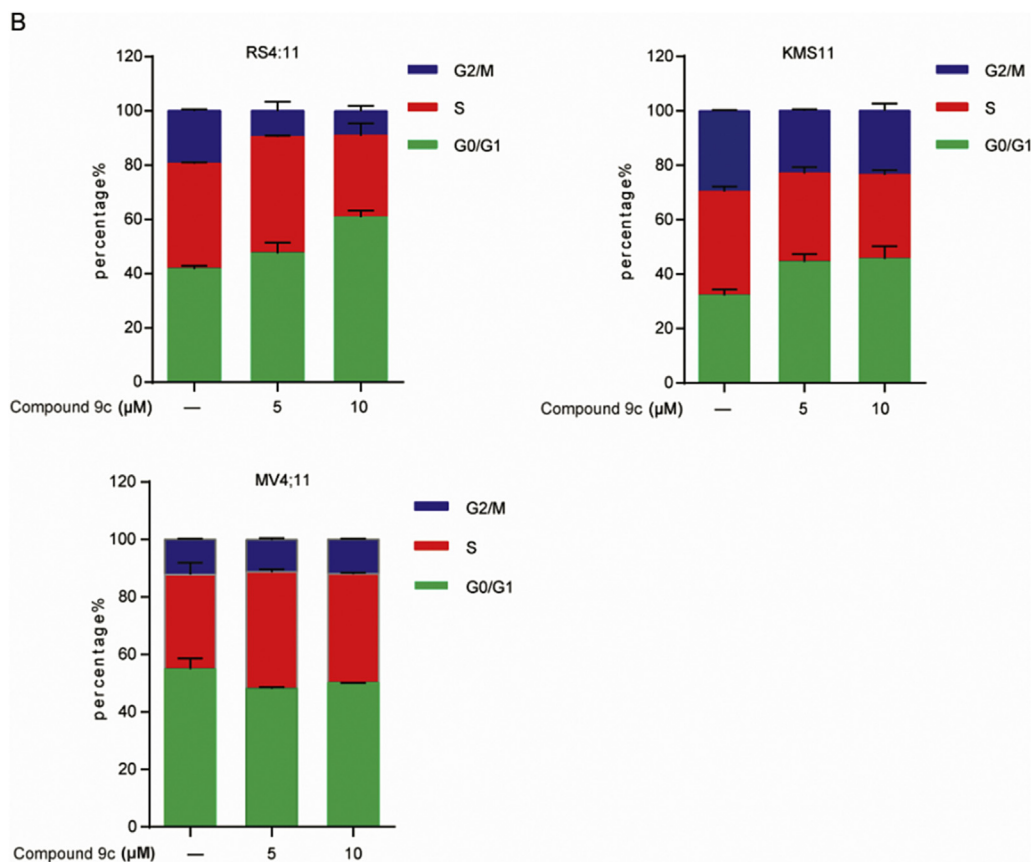 B
RS4:11
120
100
80
60
40
20
0
percentage%
G2/M
S
G0/G1
Compound 9c (μM) — 5 10
KMS11
120
100
80
60
40
20
0
percentage%
G2/M
S
G0/G1
Compound 9c (μM) — 5 10
MV4;11
120
100
80
60
40
20
0
percentage%
G2/M
S
G0/G1
Compound 9c (μM) — 5 10